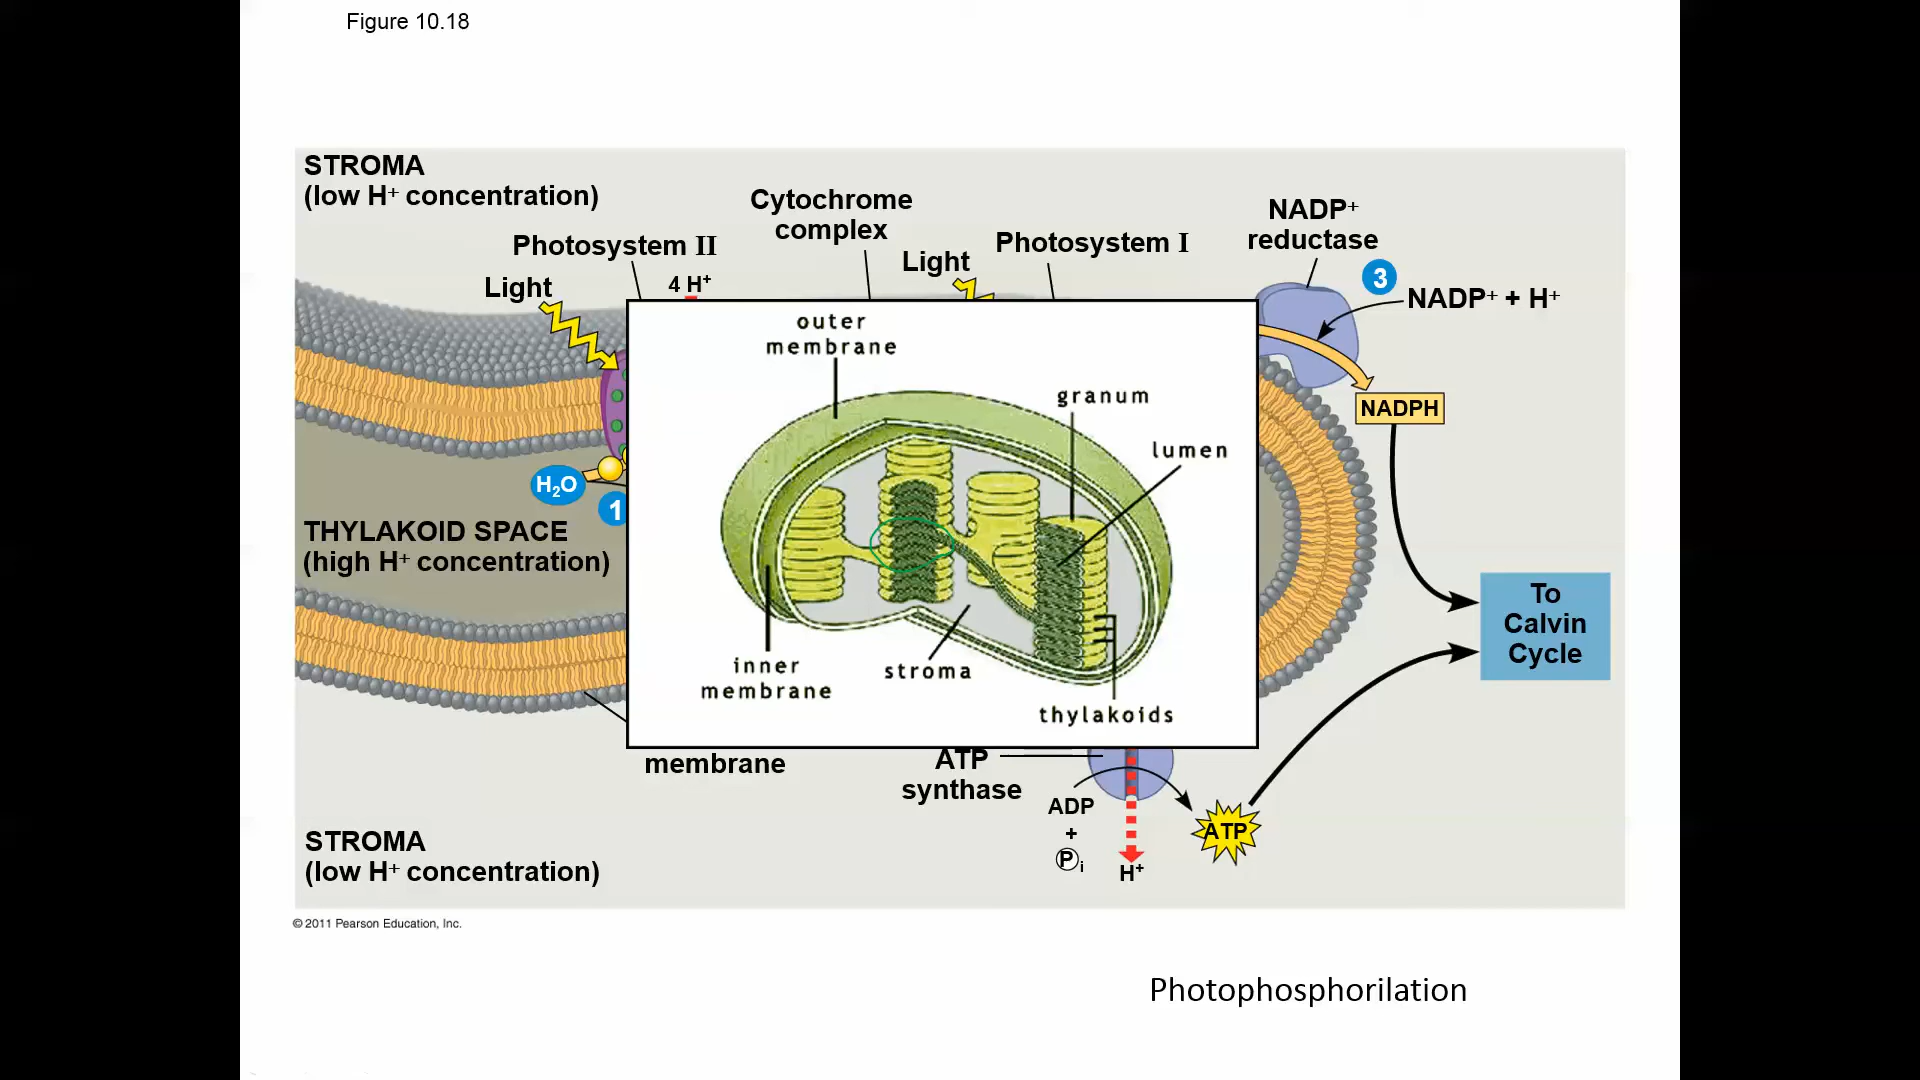 Figure 10.18
STROMA
(low H⁺ concentration)
Cytochrome
complex
Photosystem II
Light
4 H⁺
Light
Photosystem I
NADP⁺
reductase
3
NADP⁺ + H⁺
NADPH
outer
membrane
granum
lumen
inner
membrane
stroma
thylakoids
H₂O
1
THYLAKOID SPACE
(high H⁺ concentration)
To
Calvin
Cycle
membrane
ATP
synthase
ADP
+
Pᵢ
H⁺
ATP
STROMA
(low H⁺ concentration)
© 2011 Pearson Education, Inc.
Photophosphorilation